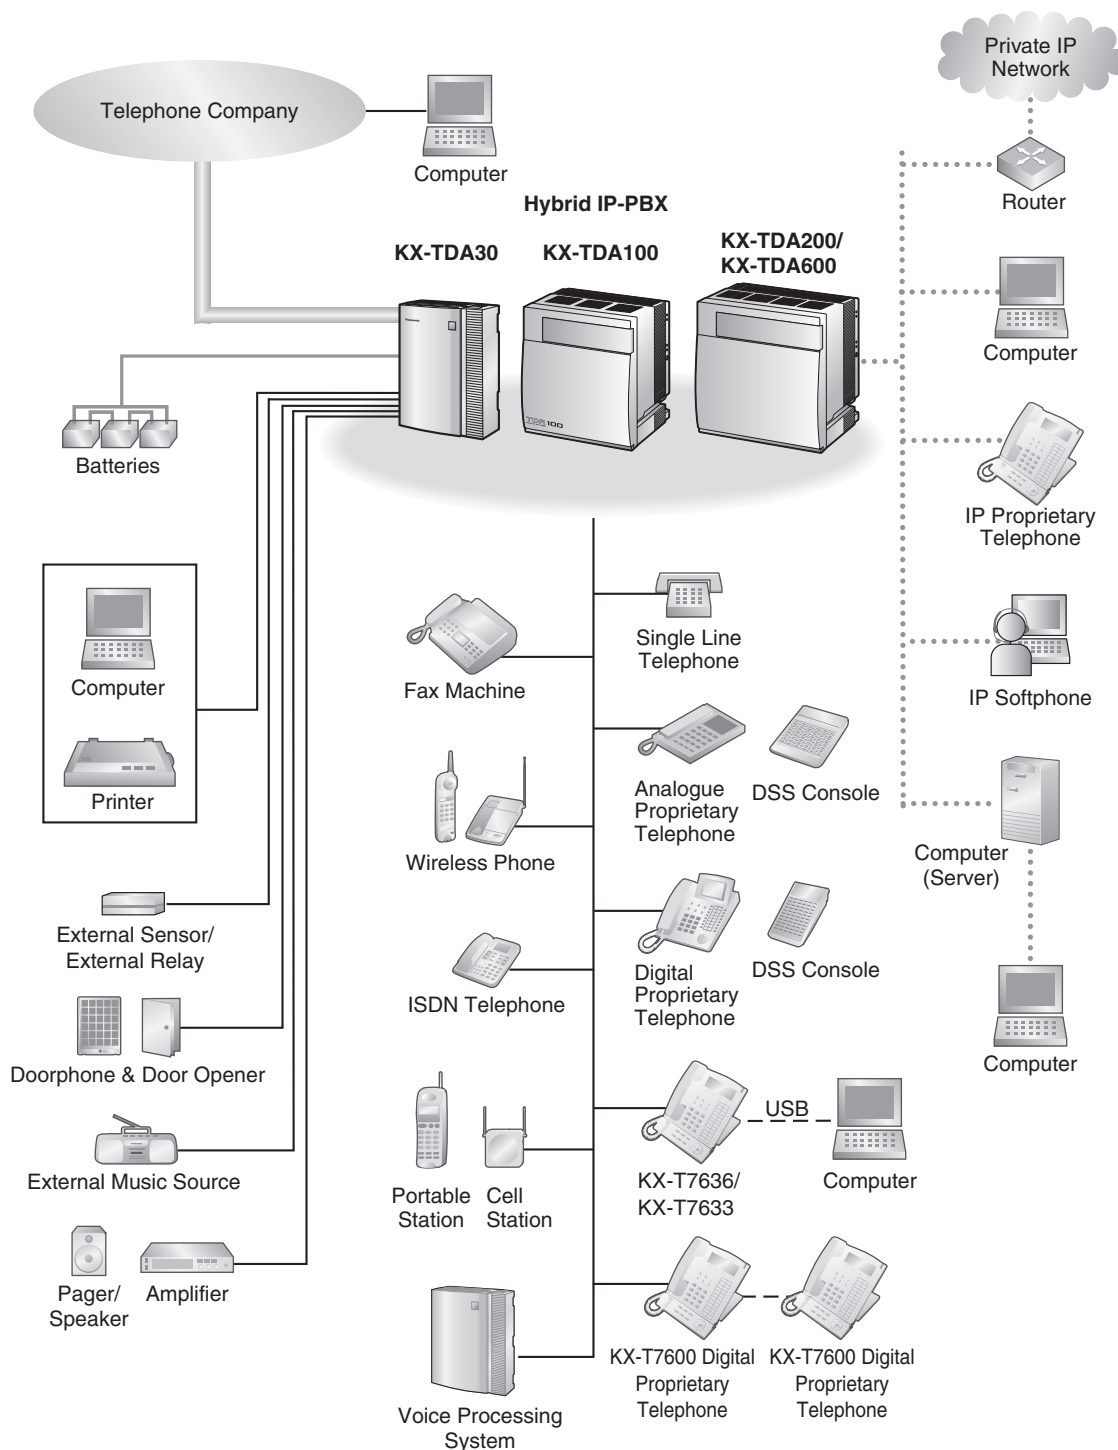 Private IP
Network
Telephone Company
Computer
Router
Hybrid IP-PBX
KX-TDA30
KX-TDA100
KX-TDA200/
KX-TDA600
Computer
Batteries
IP Proprietary
Telephone
Computer
Printer
Fax Machine
Single Line
Telephone
IP Softphone
Wireless Phone
Analogue
Proprietary
Telephone
DSS Console
Computer
(Server)
External Sensor/
External Relay
ISDN Telephone
Digital
Proprietary
Telephone
DSS Console
Computer
Doorphone & Door Opener
External Music Source
Portable
Station
Cell
Station
KX-T7636/
KX-T7633
USB
Computer
Pager/
Speaker
Amplifier
Voice Processing
System
KX-T7600 Digital
Proprietary
Telephone
KX-T7600 Digital
Proprietary
Telephone